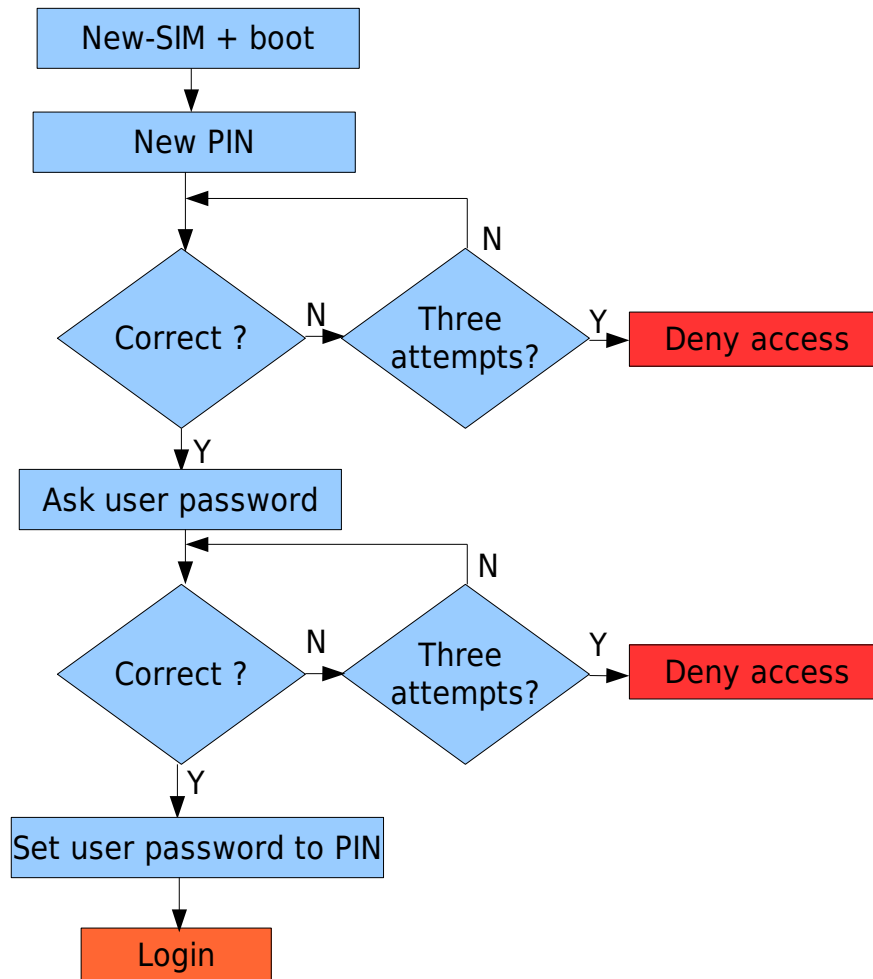 New-SIM + boot
New PIN
N
Correct ?
N
Three
attempts?
Y
Deny access
Y
Ask user password
N
Correct ?
N
Three
attempts?
Y
Deny access
Y
Set user password to PIN
Login